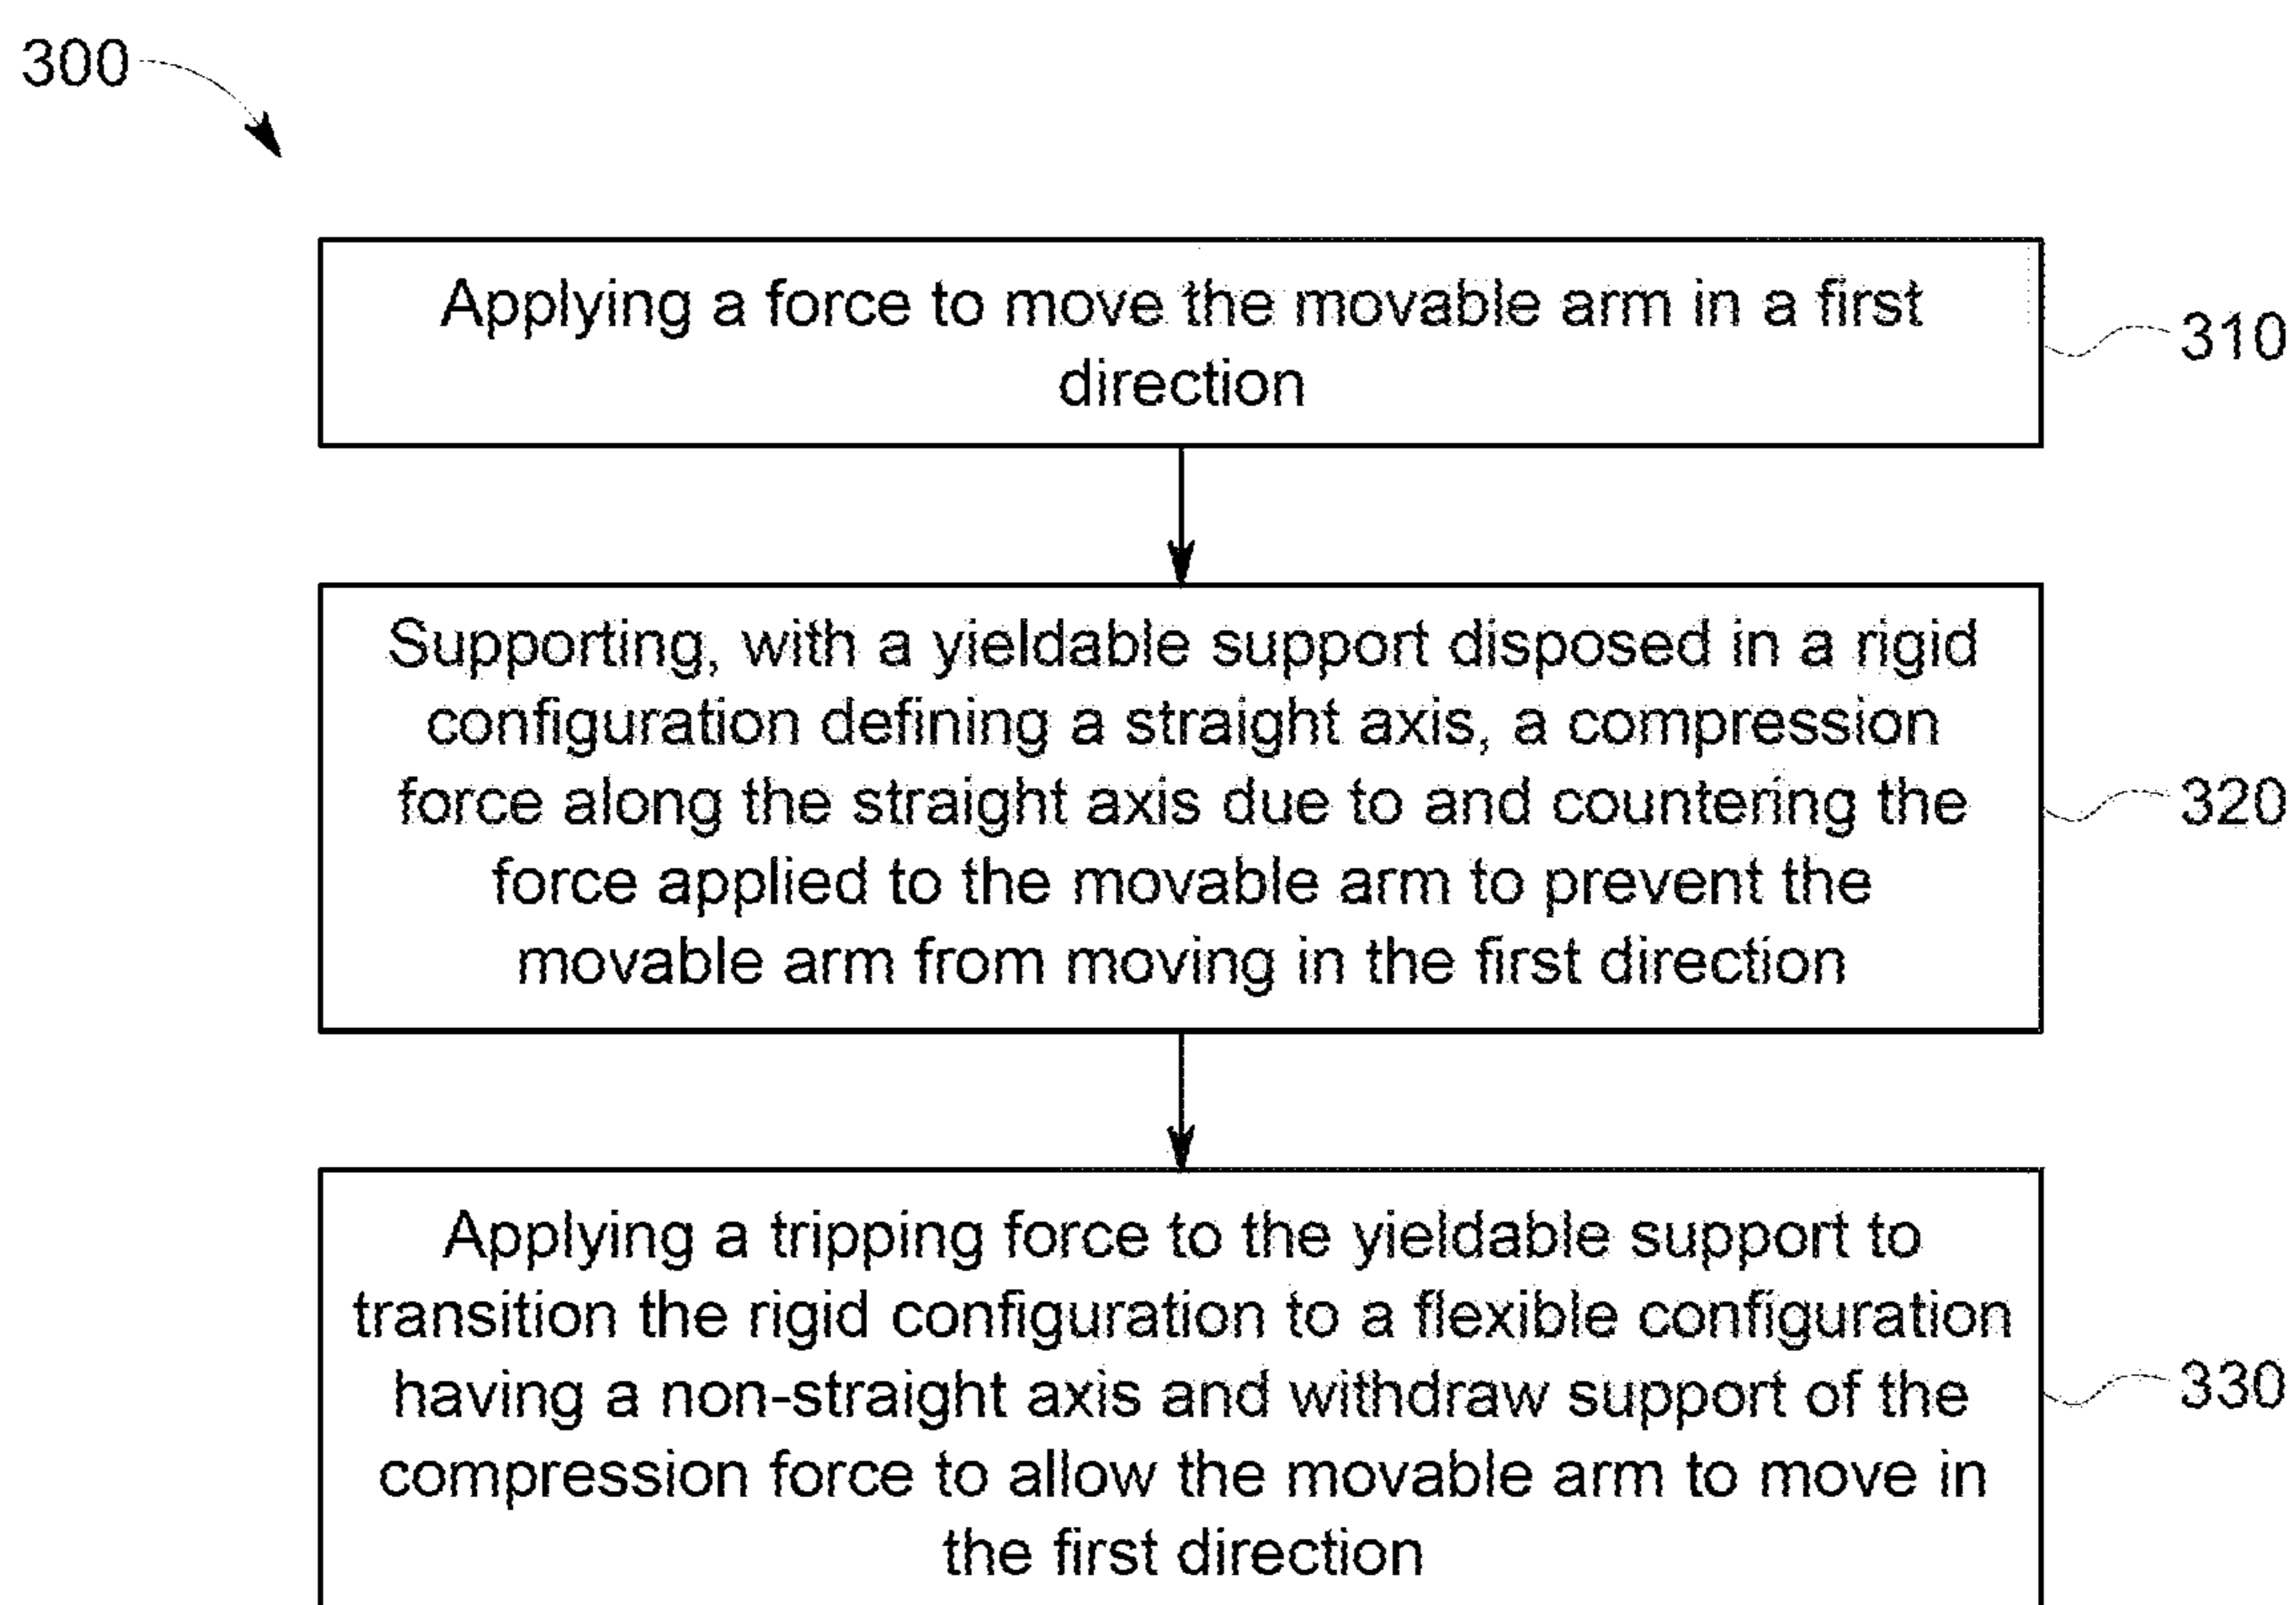 300
Applying a force to move the movable arm in a first
direction
310
Supporting, with a yieldable support disposed in a rigid
configuration defining a straight axis, a compression
force along the straight axis due to and countering the
force applied to the movable arm to prevent the
movable arm from moving in the first direction
320
Applying a tripping force to the yieldable support to
transition the rigid configuration to a flexible configuration
having a non-straight axis and withdraw support of the
compression force to allow the movable arm to move in
the first direction
330